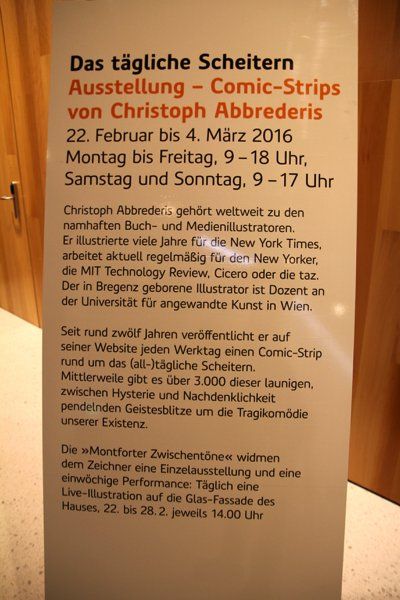 Das tägliche Scheitern
Ausstellung – Comic-Strips
von Christoph Abbrederis
22. Februar bis 4. März 2016
Montag bis Freitag, 9 – 18 Uhr,
Samstag und Sonntag, 9 – 17 Uhr
Christoph Abbrederis gehört weltweit zu den
namhaften Buch- und Medienillustratoren.
Er illustrierte viele Jahre für die New York Times,
arbeitet aktuell regelmäßig für den New Yorker,
die MIT Technology Review, Cicero oder die taz.
Der in Bregenz geborene Illustrator ist Dozent an
der Universität für angewandte Kunst in Wien.
Seit rund zwölf Jahren veröffentlicht er auf
seiner Website jeden Werktag einen Comic-Strip
rund um das (all-)tägliche Scheitern.
Mittlerweile gibt es über 3.000 dieser launigen,
zwischen Hysterie und Nachdenklichkeit
pendelnden Geistesblitze um die Tragikomödie
unserer Existenz.
Die »Montforter Zwischentöne« widmen
dem Zeichner eine Einzelausstellung und eine
einwöchige Performance: Täglich eine
Live-Illustration auf die Glas-Fassade des
Hauses, 22. bis 28. 2. jeweils 14.00 Uhr